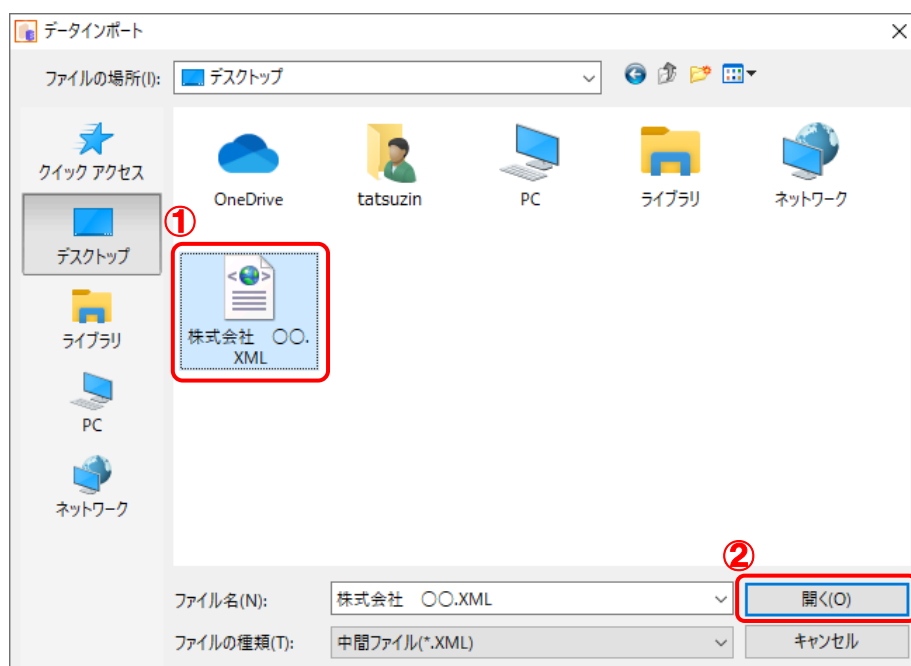 データインポート
ファイルの場所(I):
デスクトップ
クイック アクセス
デスクトップ
ライブラリ
PC
ネットワーク
OneDrive
tatsuzin
PC
ライブラリ
ネットワーク
①
株式会社　〇〇.
XML
②
ファイル名(N):
株式会社　〇〇.XML
開く(O)
ファイルの種類(T):
中間ファイル(*.XML)
キャンセル